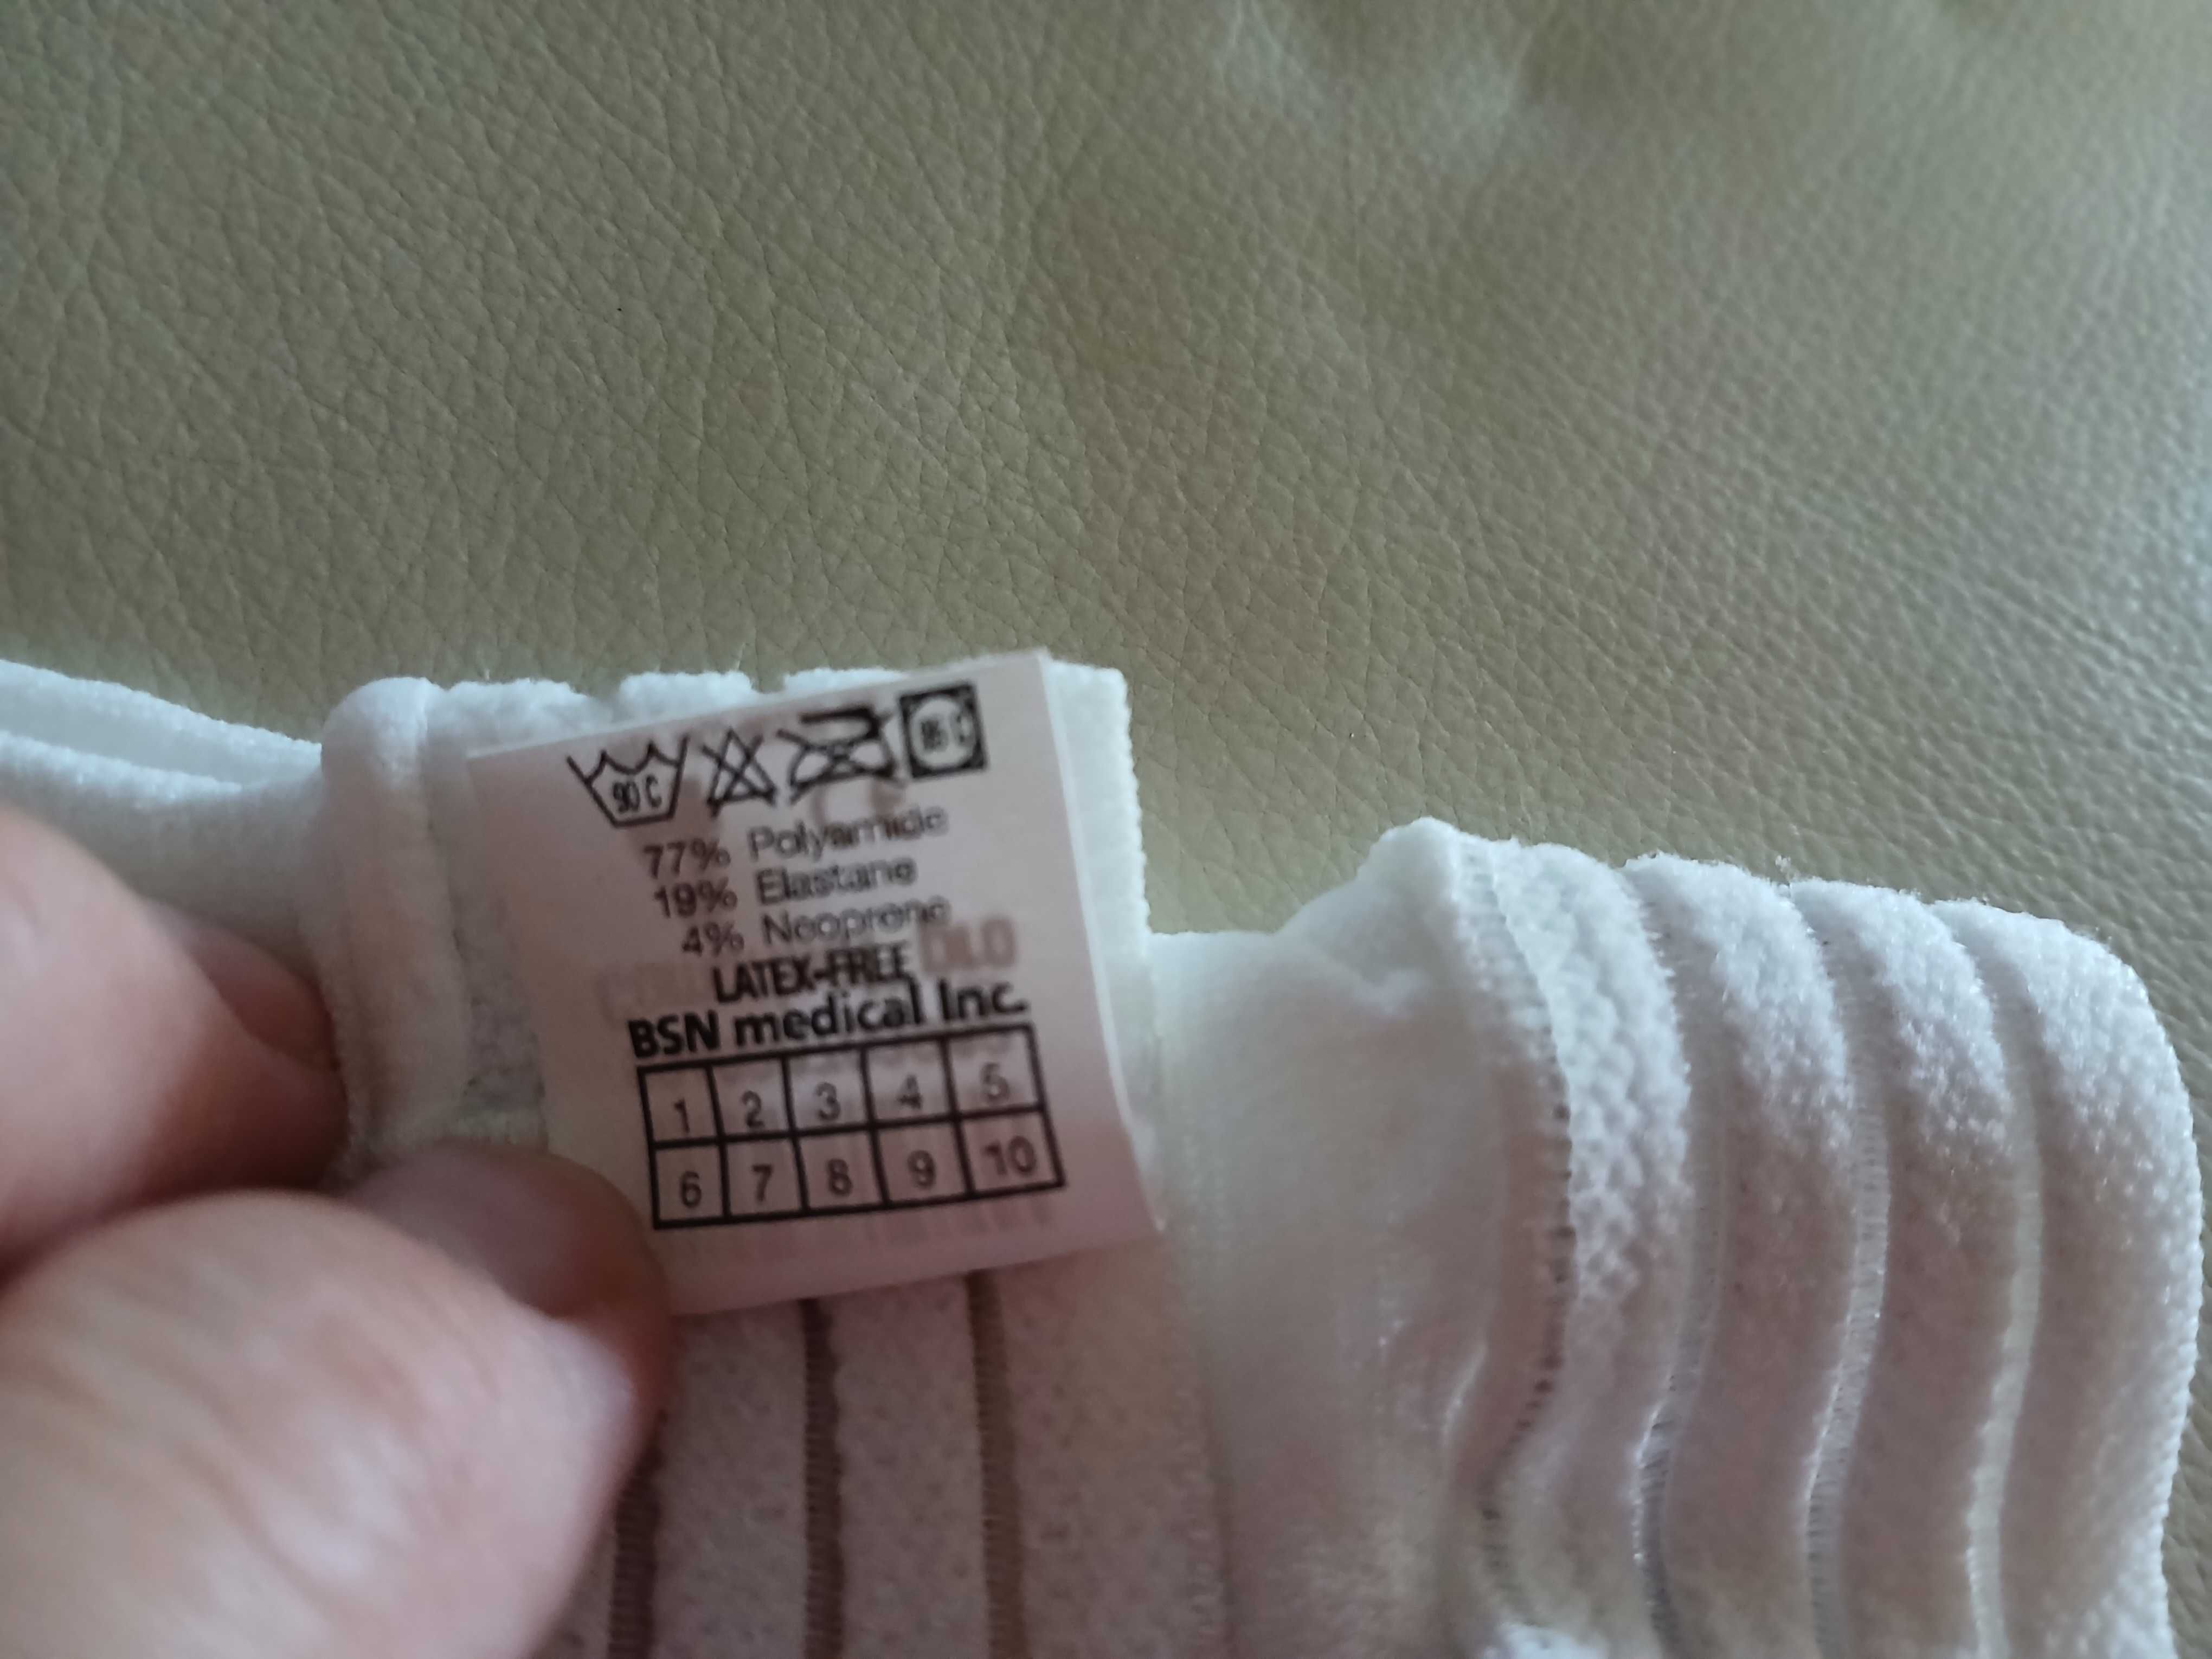 90 C
77% Polyamide
19% Elastane
4% Neoprene
LATEX-FREE
BSN medical Inc.
1 2 3 4 5
6 7 8 9 10